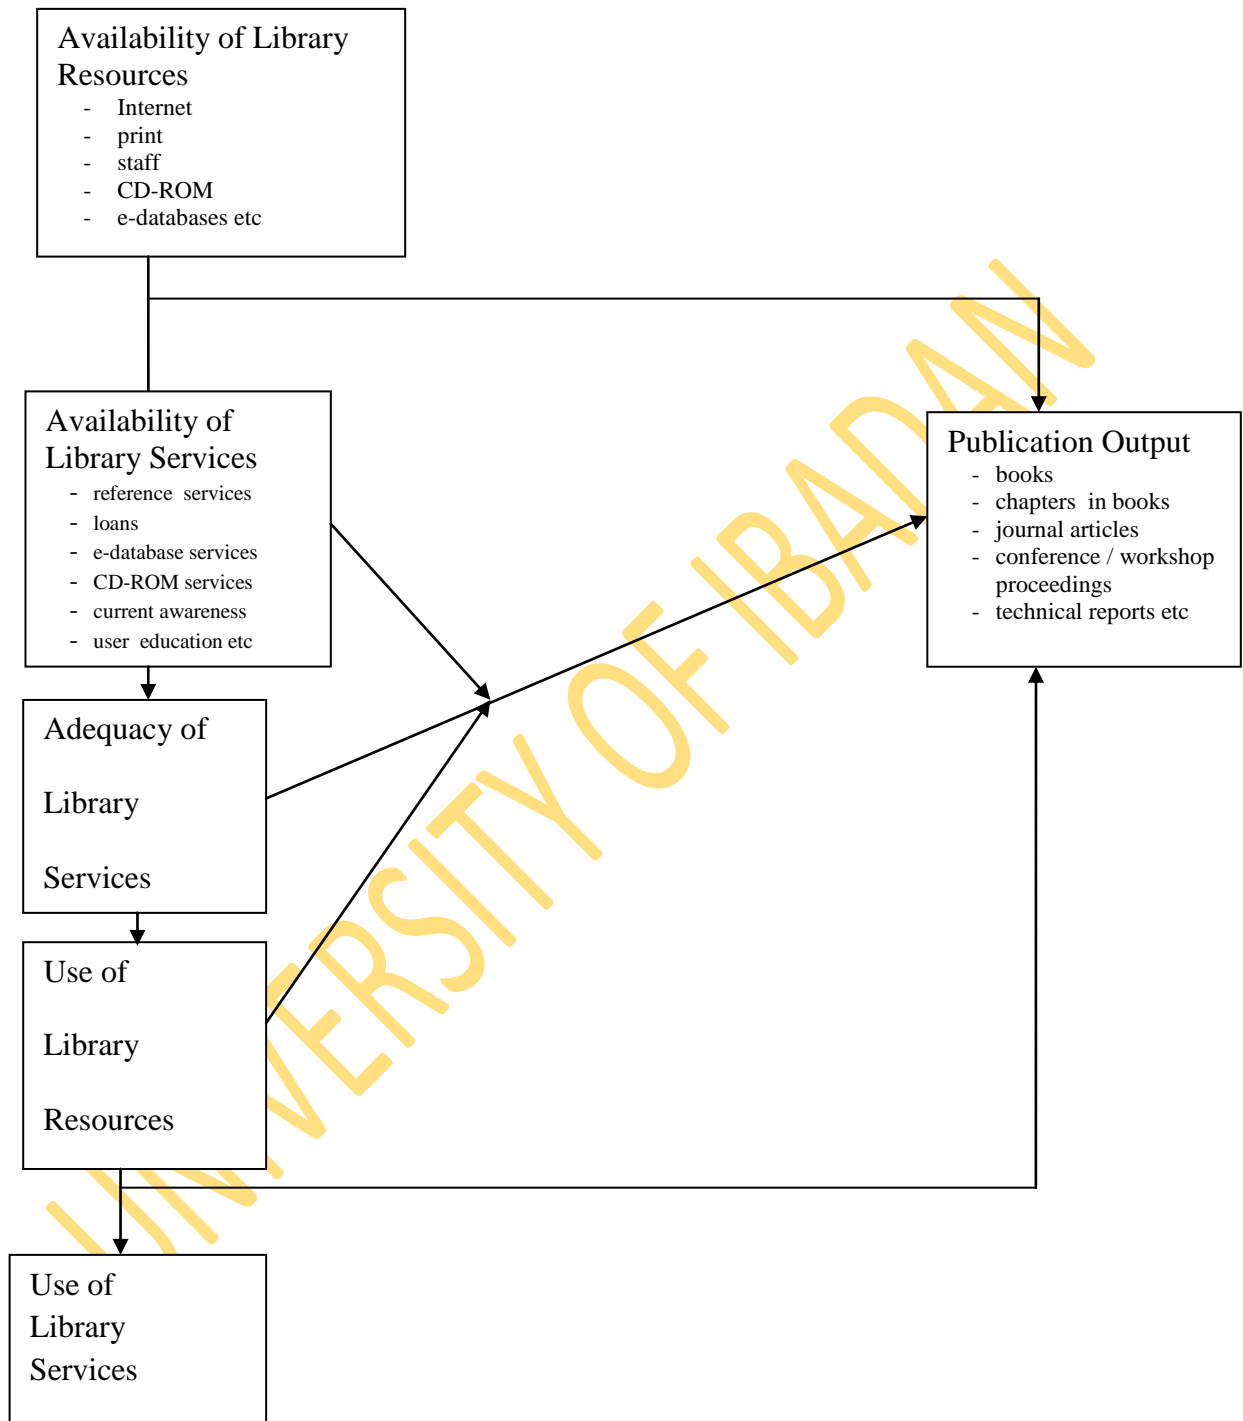 Availability of Library
Resources
- Internet
- print
- staff
- CD-ROM
- e-databases etc
Availability of
Library Services
- reference services
- loans
- e-database services
- CD-ROM services
- current awareness
- user education etc
Publication Output
- books
- chapters in books
- journal articles
- conference / workshop
proceedings
- technical reports etc
Adequacy of
Library
Services
Use of
Library
Resources
Use of
Library
Services
UNIVERSITY OF IBADAN